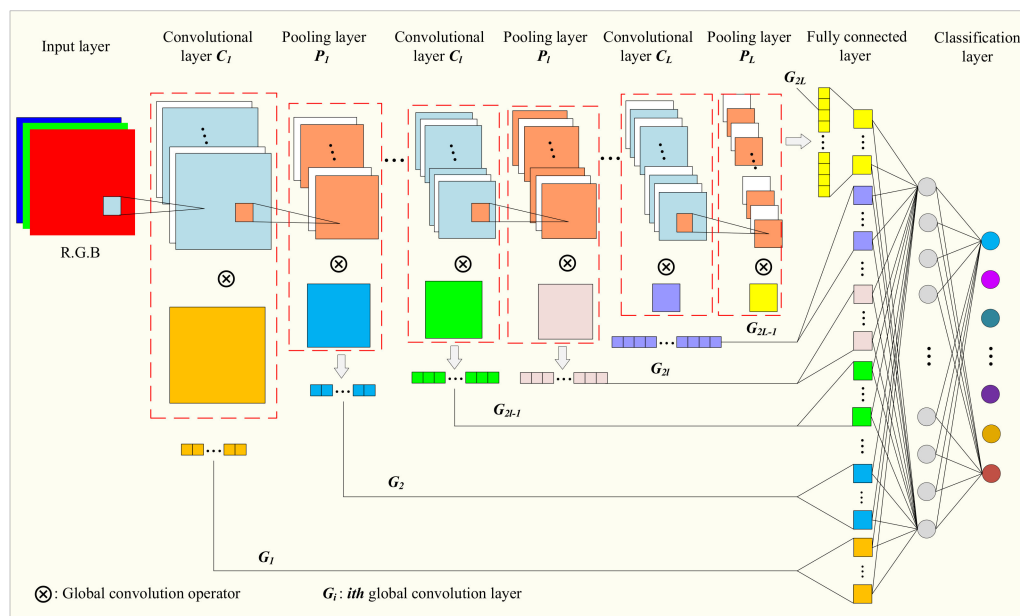 Input layer
Convolutional
layer C1
Pooling layer
P1
Convolutional
layer Cl
Pooling layer
Pl
Convolutional
layer CL
Pooling layer
PL
Fully connected
layer
Classification
layer
G2L
R.G.B
G2L-1
G2l
G2l-1
G2
G1
⊗: Global convolution operator
Gi : ith global convolution layer